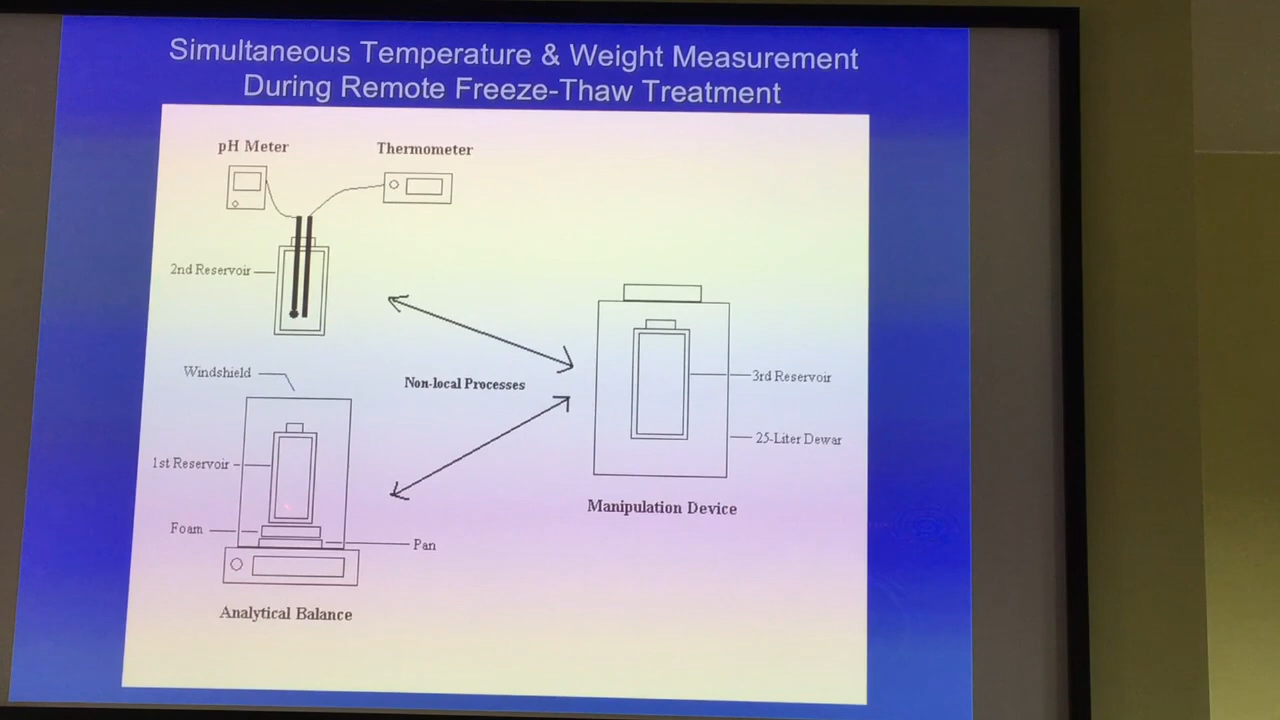 Simultaneous Temperature & Weight Measurement
During Remote Freeze-Thaw Treatment
pH Meter
Thermometer
2nd Reservoir
Windshield
Non-local Processes
3rd Reservoir
25-Liter Dewar
1st Reservoir
Manipulation Device
Foam
Pan
Analytical Balance